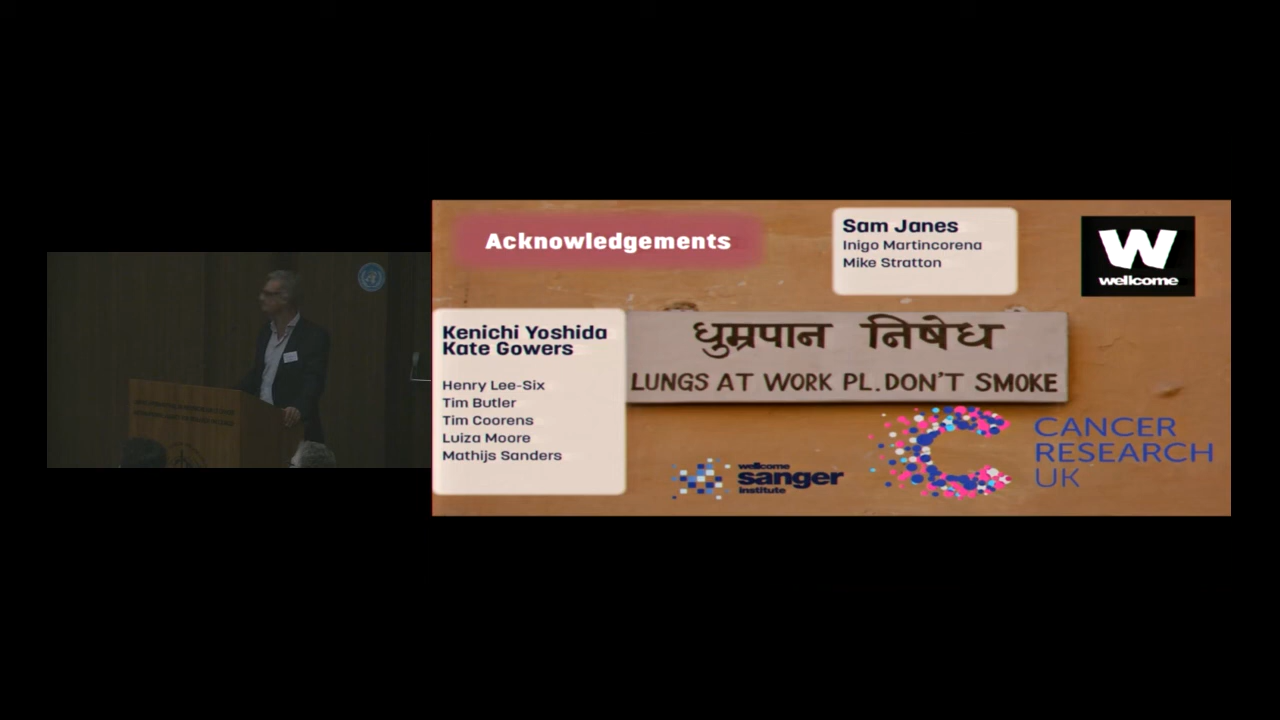 Acknowledgements
Sam Janes
Inigo Martincorena
Mike Stratton
W
wellcome
Kenichi Yoshida
Kate Gowers
Henry Lee-Six
Tim Butler
Tim Coorens
Luiza Moore
Mathijs Sanders
धुम्रपान निषेध
LUNGS AT WORK PL. DON'T SMOKE
wellcome
sanger
institute
CANCER
RESEARCH
UK